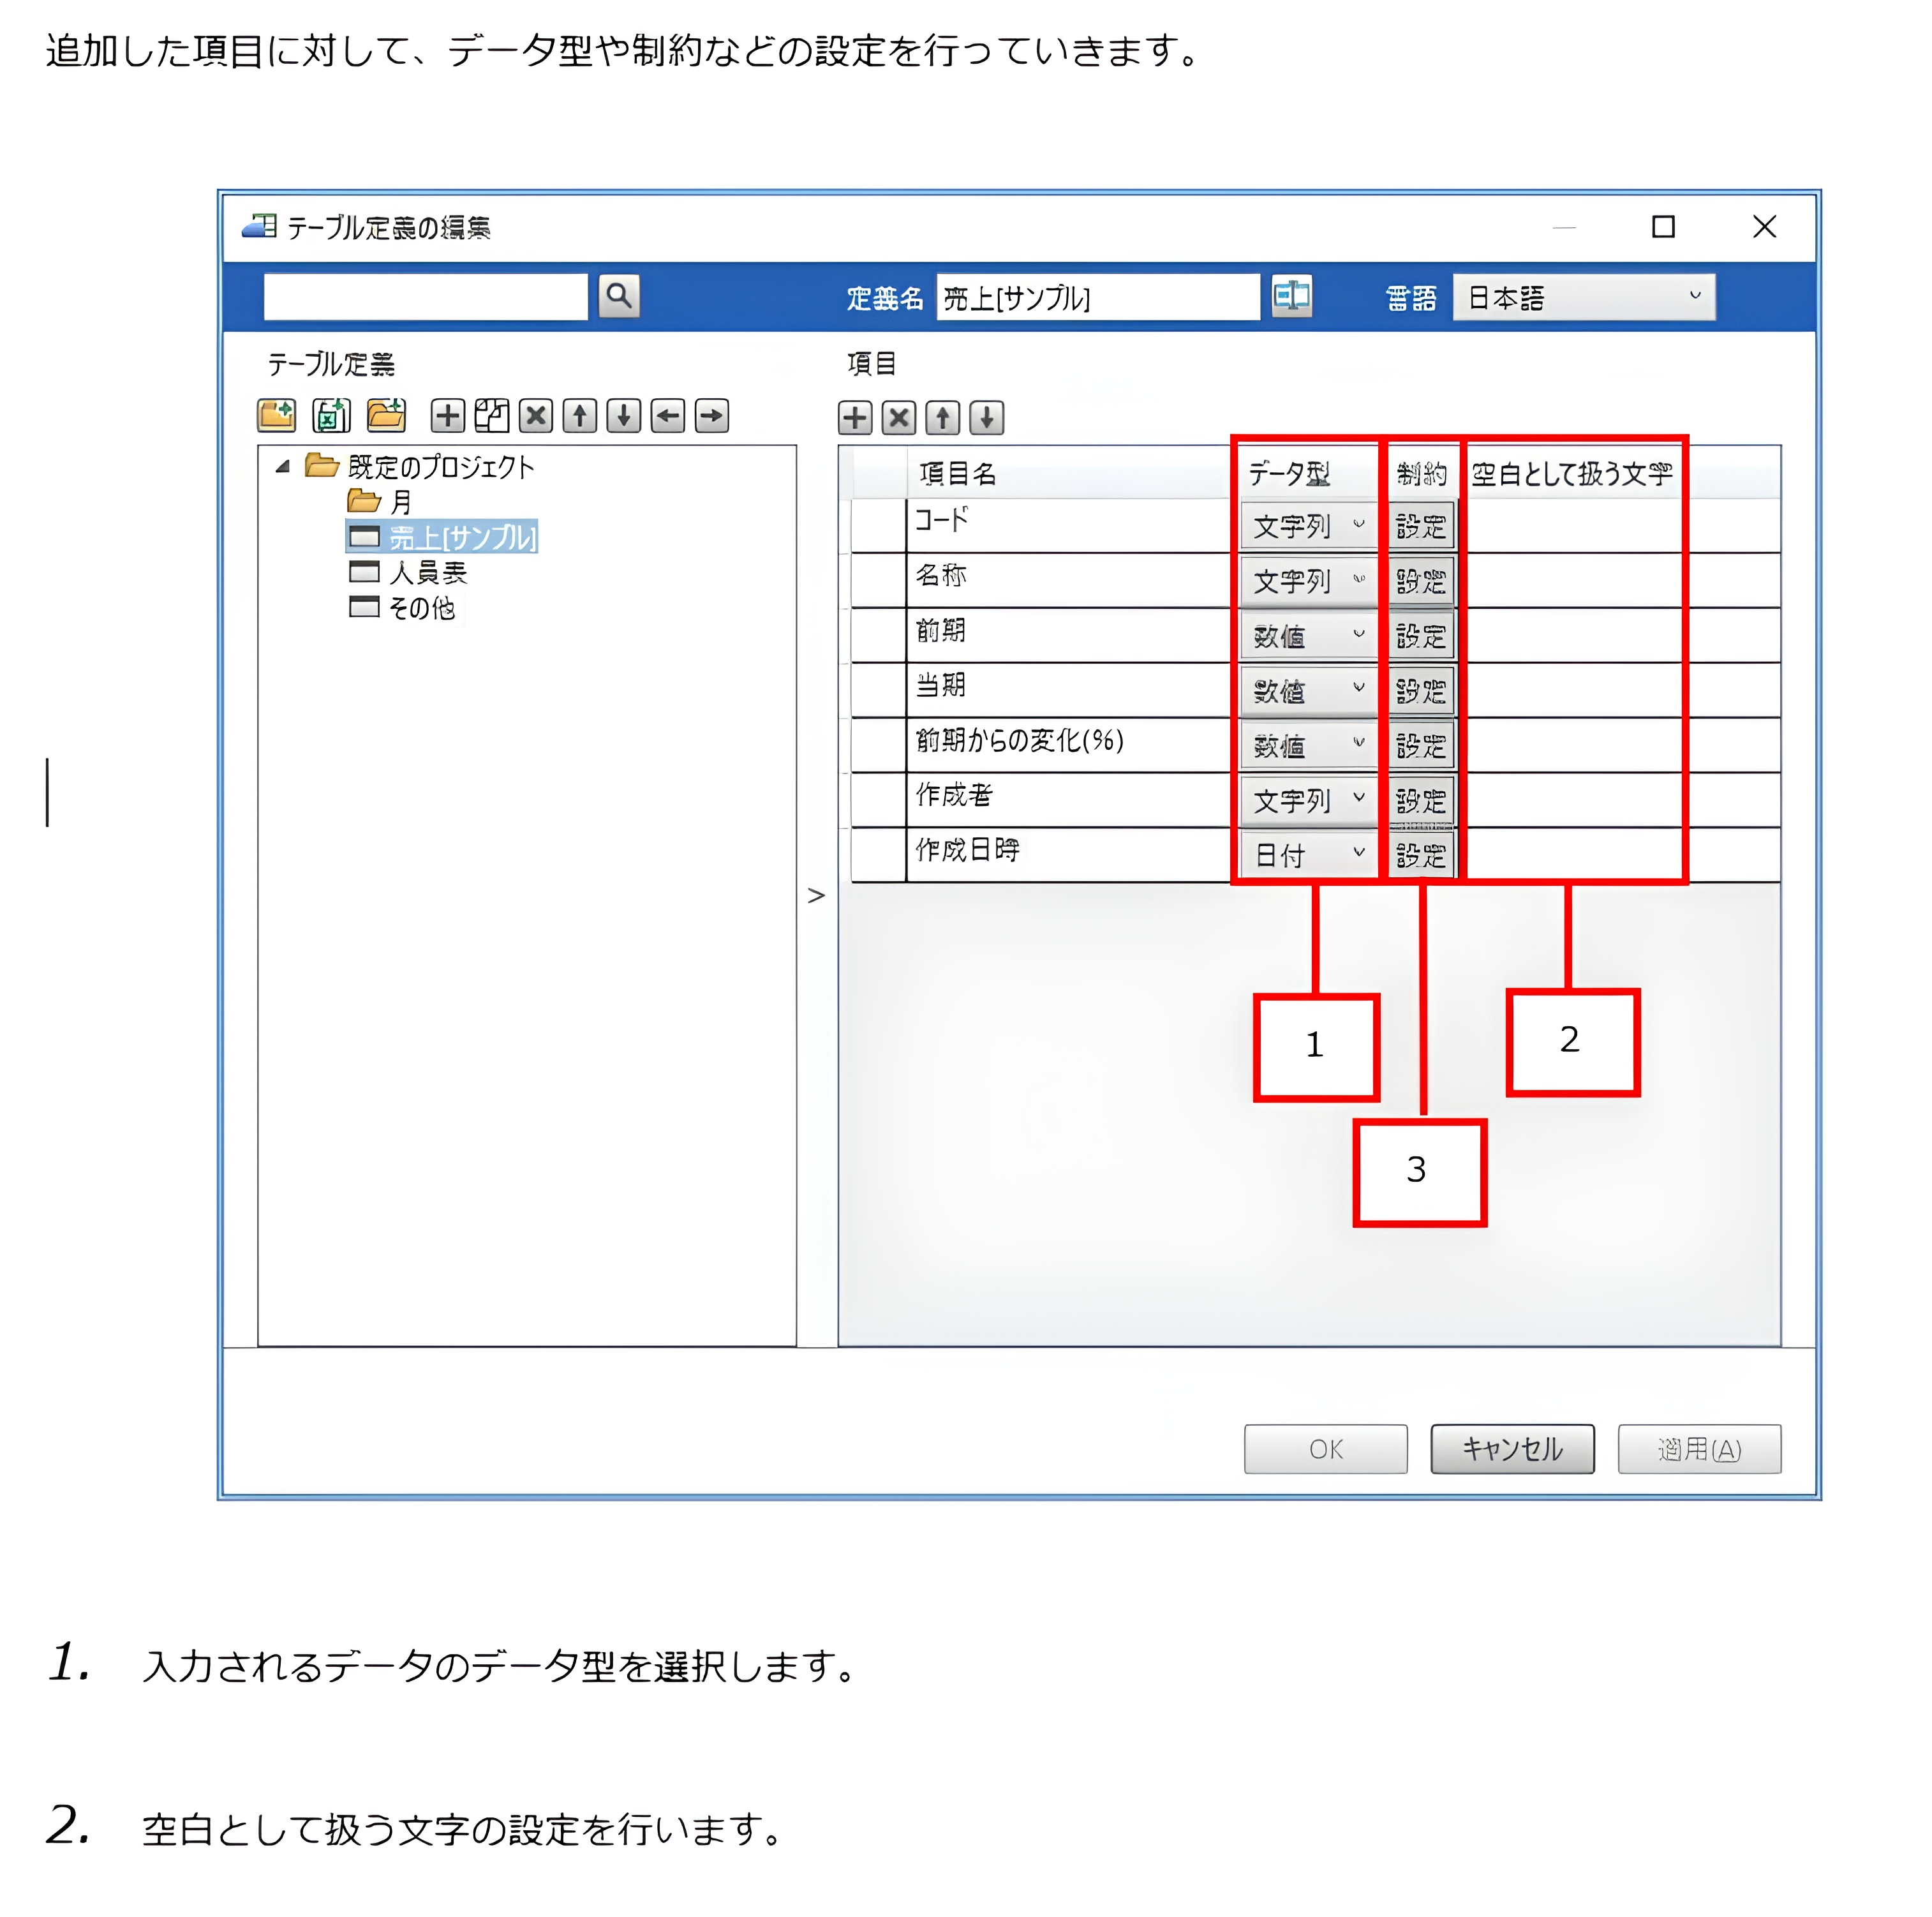 追加した項目に対して、データ型や制約などの設定を行っていきます。
テーブル定義の編集
定義名 売上[サンプル] 言語 日本語
テーブル定義
項目
既定のプロジェクト
月
売上[サンプル]
人員表
その他
項目名 データ型 制約 空白として扱う文字
コード 文字列 設定
名称 文字列 設定
前期 数値 設定
当期 数値 設定
前期からの変化(%) 数値 設定
作成者 文字列 設定
作成日時 日付 設定
>
1
2
3
OK キャンセル 適用(A)
1. 入力されるデータのデータ型を選択します。
2. 空白として扱う文字の設定を行います。